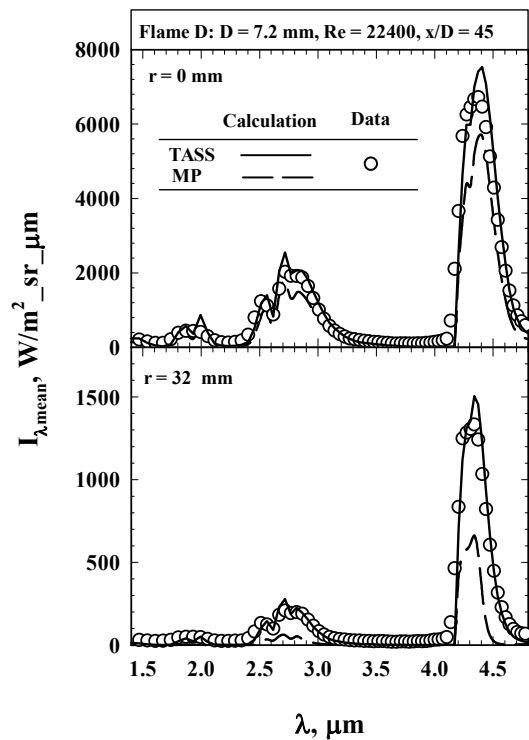 Flame D: D = 7.2 mm, Re = 22400, x/D = 45
8000
r = 0 mm
Calculation Data
TASS
MP
6000
4000
2000
0
r = 32 mm
1500
1000
500
0
I_λmean, W/m²_sr_μm
1.5 2.0 2.5 3.0 3.5 4.0 4.5
λ, μm